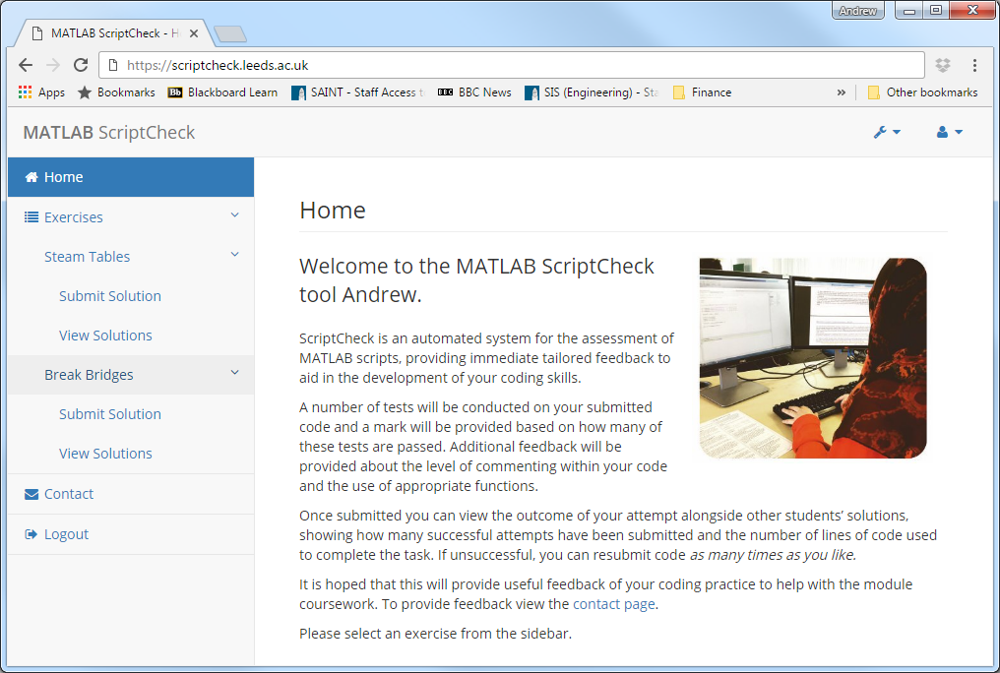 Andrew
MATLAB ScriptCheck - H
https://scriptcheck.leeds.ac.uk
Apps Bookmarks Bb Blackboard Learn SAINT - Staff Access BBC BBC News SIS (Engineering) - Sta Finance » Other bookmarks
MATLAB ScriptCheck
Home
Exercises
Steam Tables
Submit Solution
View Solutions
Break Bridges
Submit Solution
View Solutions
Contact
Logout
Home
Welcome to the MATLAB ScriptCheck
tool Andrew.
ScriptCheck is an automated system for the assessment of
MATLAB scripts, providing immediate tailored feedback to
aid in the development of your coding skills.
A number of tests will be conducted on your submitted
code and a mark will be provided based on how many of
these tests are passed. Additional feedback will be
provided about the level of commenting within your code
and the use of appropriate functions.
Once submitted you can view the outcome of your attempt alongside other students’ solutions,
showing how many successful attempts have been submitted and the number of lines of code used
to complete the task. If unsuccessful, you can resubmit code as many times as you like.
It is hoped that this will provide useful feedback of your coding practice to help with the module
coursework. To provide feedback view the contact page.
Please select an exercise from the sidebar.